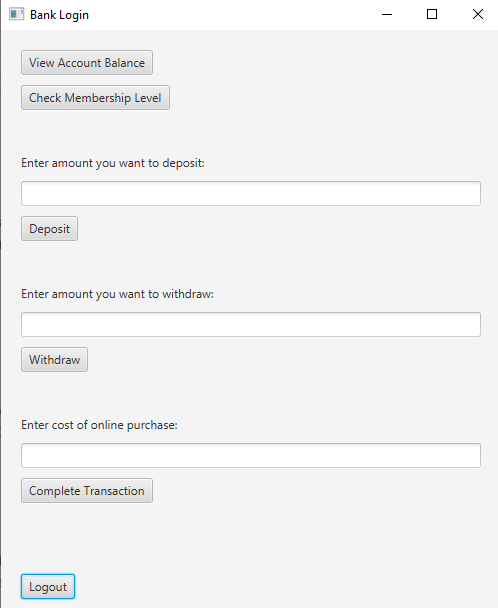 Bank Login
View Account Balance
Check Membership Level
Enter amount you want to deposit:
Deposit
Enter amount you want to withdraw:
Withdraw
Enter cost of online purchase:
Complete Transaction
Logout